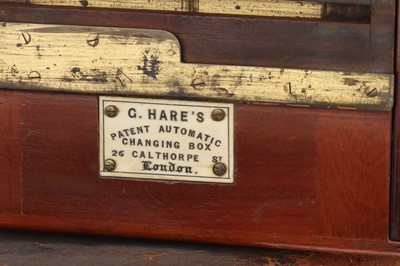 G. HARE'S
PATENT AUTOMATIC
CHANGING BOX
26 CALTHORPE ST
London.